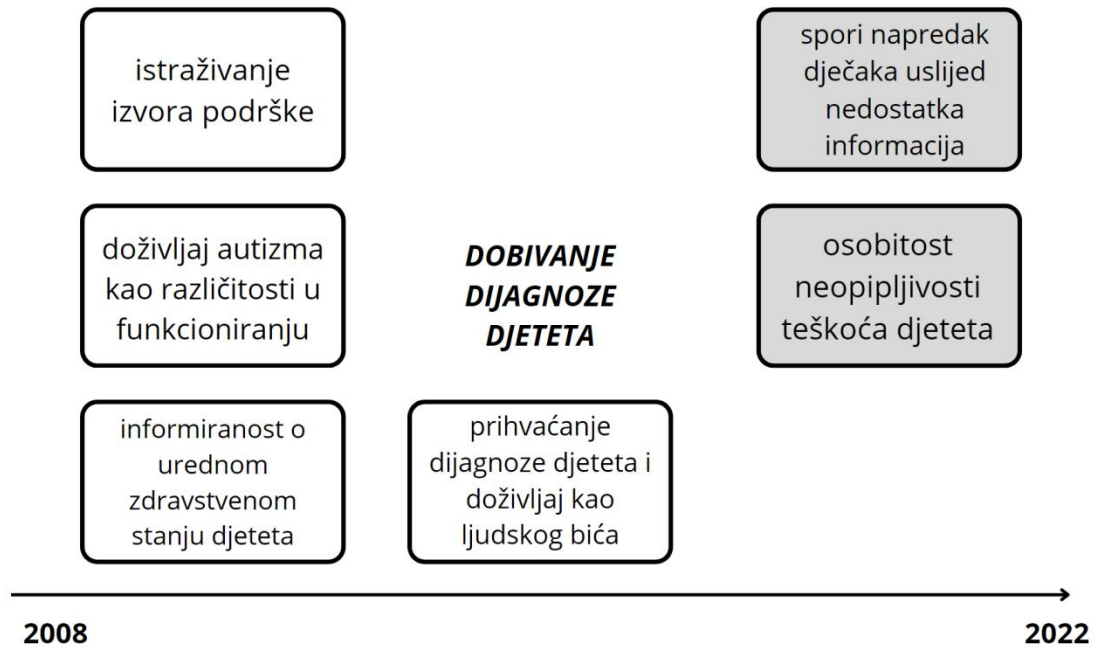 istraživanje
izvora podrške
spori napredak
dječaka uslijed
nedostatka
informacija
doživljaj autizma
kao različitosti u
funkcioniranju
DOBIVANJE
DIJAGNOZE
DJETETA
osobitost
neopipljivosti
teškoća djeteta
informiranost o
urednom
zdravstvenom
stanju djeteta
prihvaćanje
dijagnoze djeteta i
doživljaj kao
ljudskog bića
2008
2022